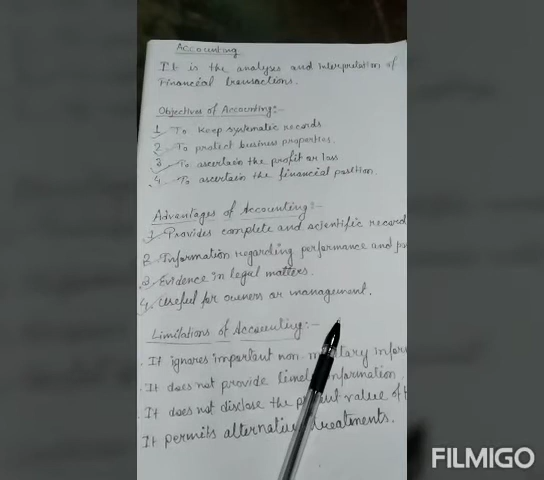 Accounting
It is the analyses and interpretation of
Financial transactions.
Objectives of Accounting:-
1 To keep systematic records
2 To protect business properties.
3 To ascertain the profit or loss
4. To ascertain the financial position.
Advantages of Accounting:-
1 Provides complete and scientific record
2. Information regarding performance and
3 Evidence in legal matters.
4 Useful for owners or management.
Limitations of Accounting:-
. It ignores important non
. It does not provide information
. It does not disclose the value of
It permits alternative treatments.
FILMIGO